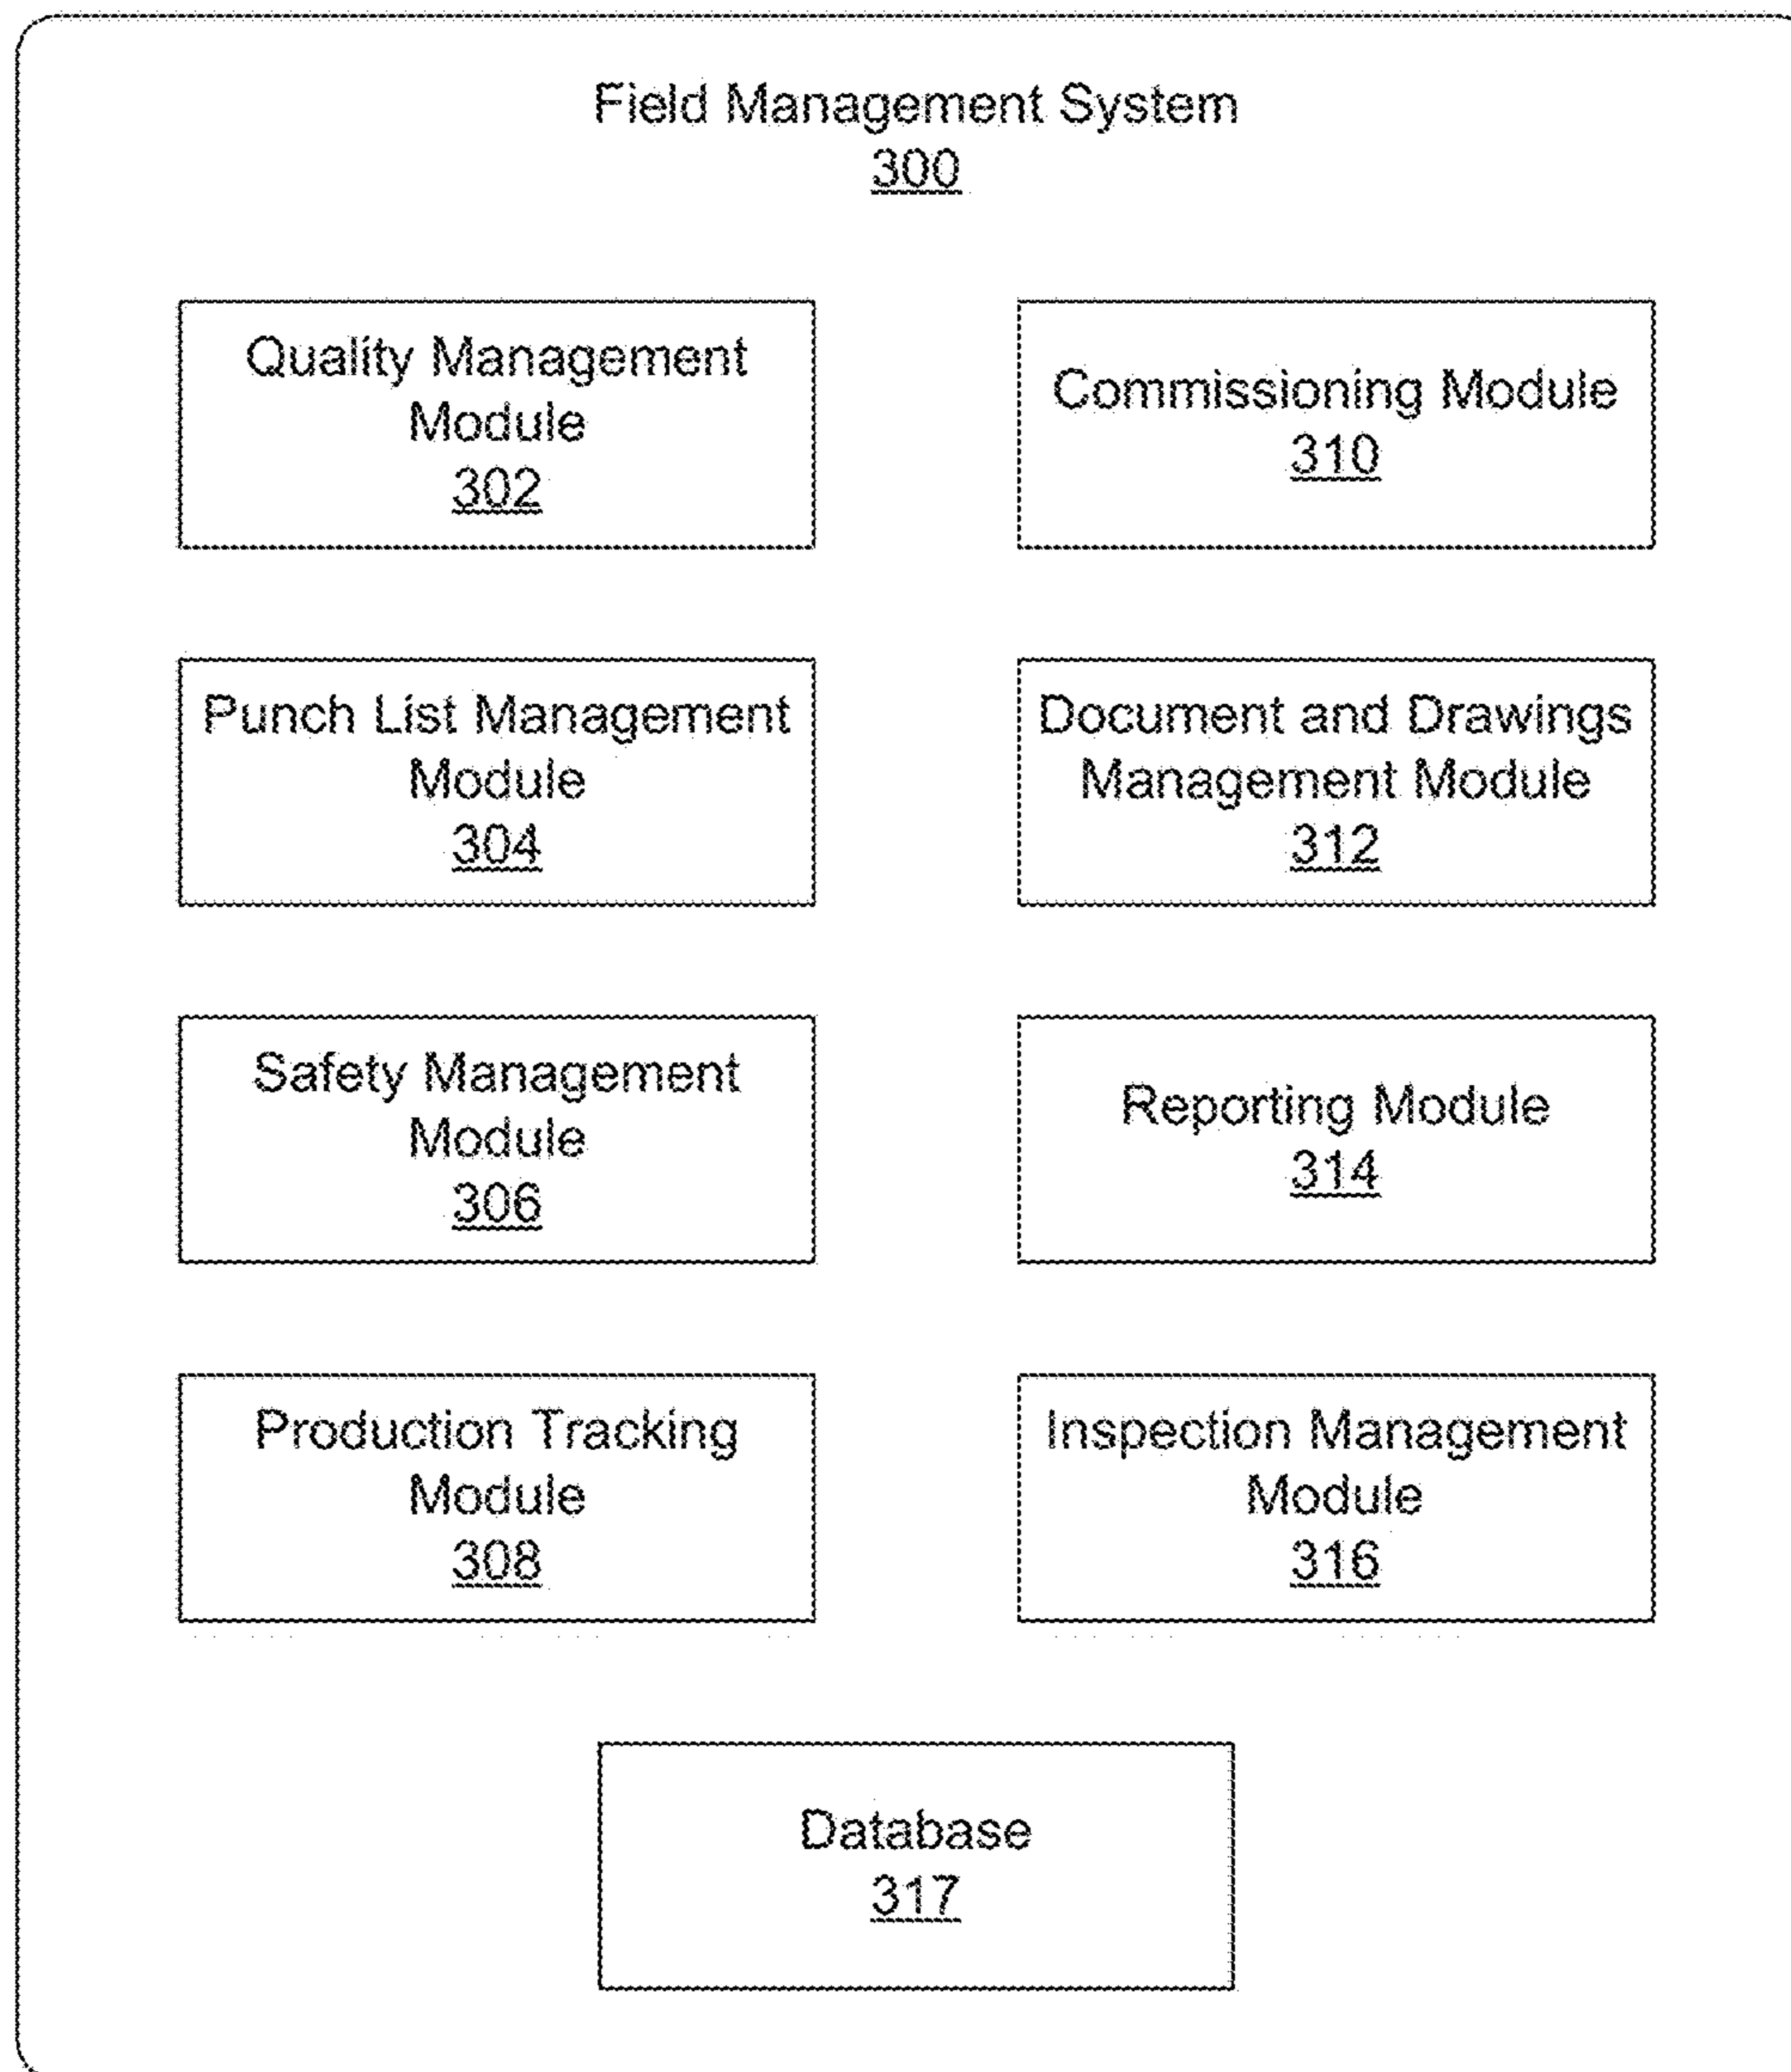 Field Management System
300
Quality Management
Module
302
Commissioning Module
310
Punch List Management
Module
304
Document and Drawings
Management Module
312
Safety Management
Module
306
Reporting Module
314
Production Tracking
Module
308
Inspection Management
Module
316
Database
317